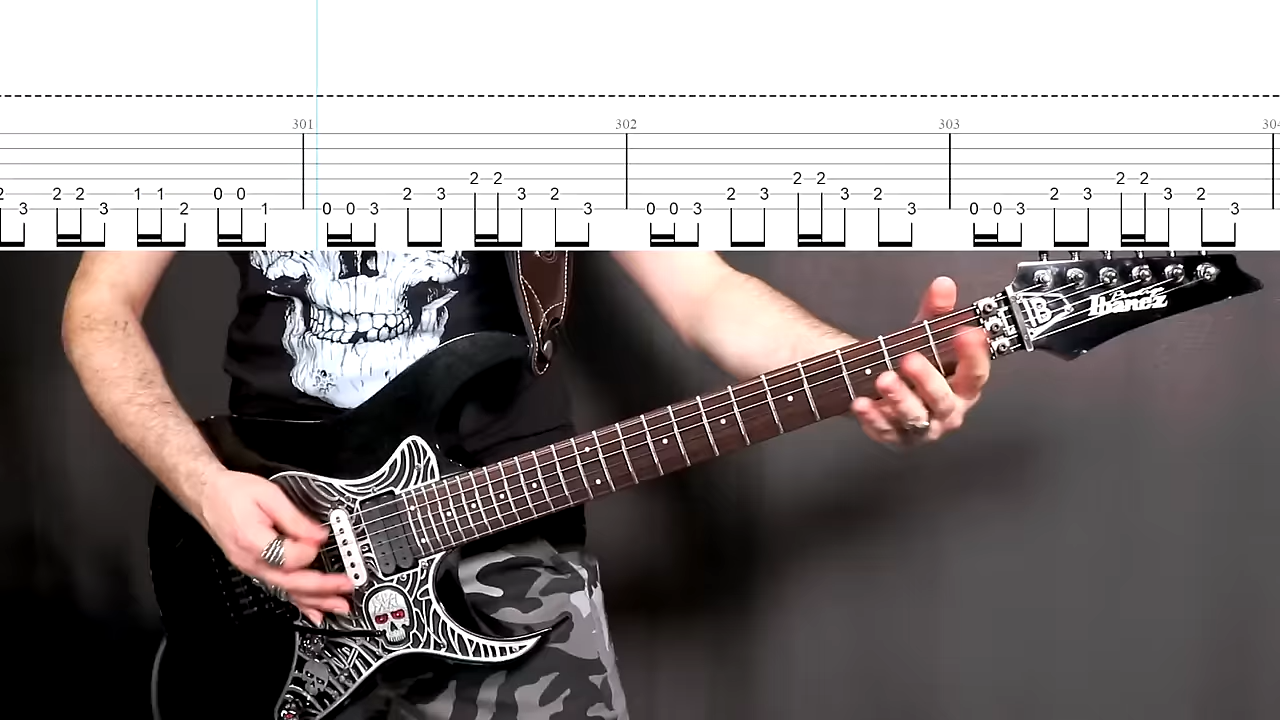 301 302 303 304
2 2 2 2
2 2 2 1 1 0 0 2 3 3 2 2 3 3 2 2 3 3 2
3 3 2 1 0 0 3 3 0 0 3 3 0 0 3 3
Prestige
Ibanez